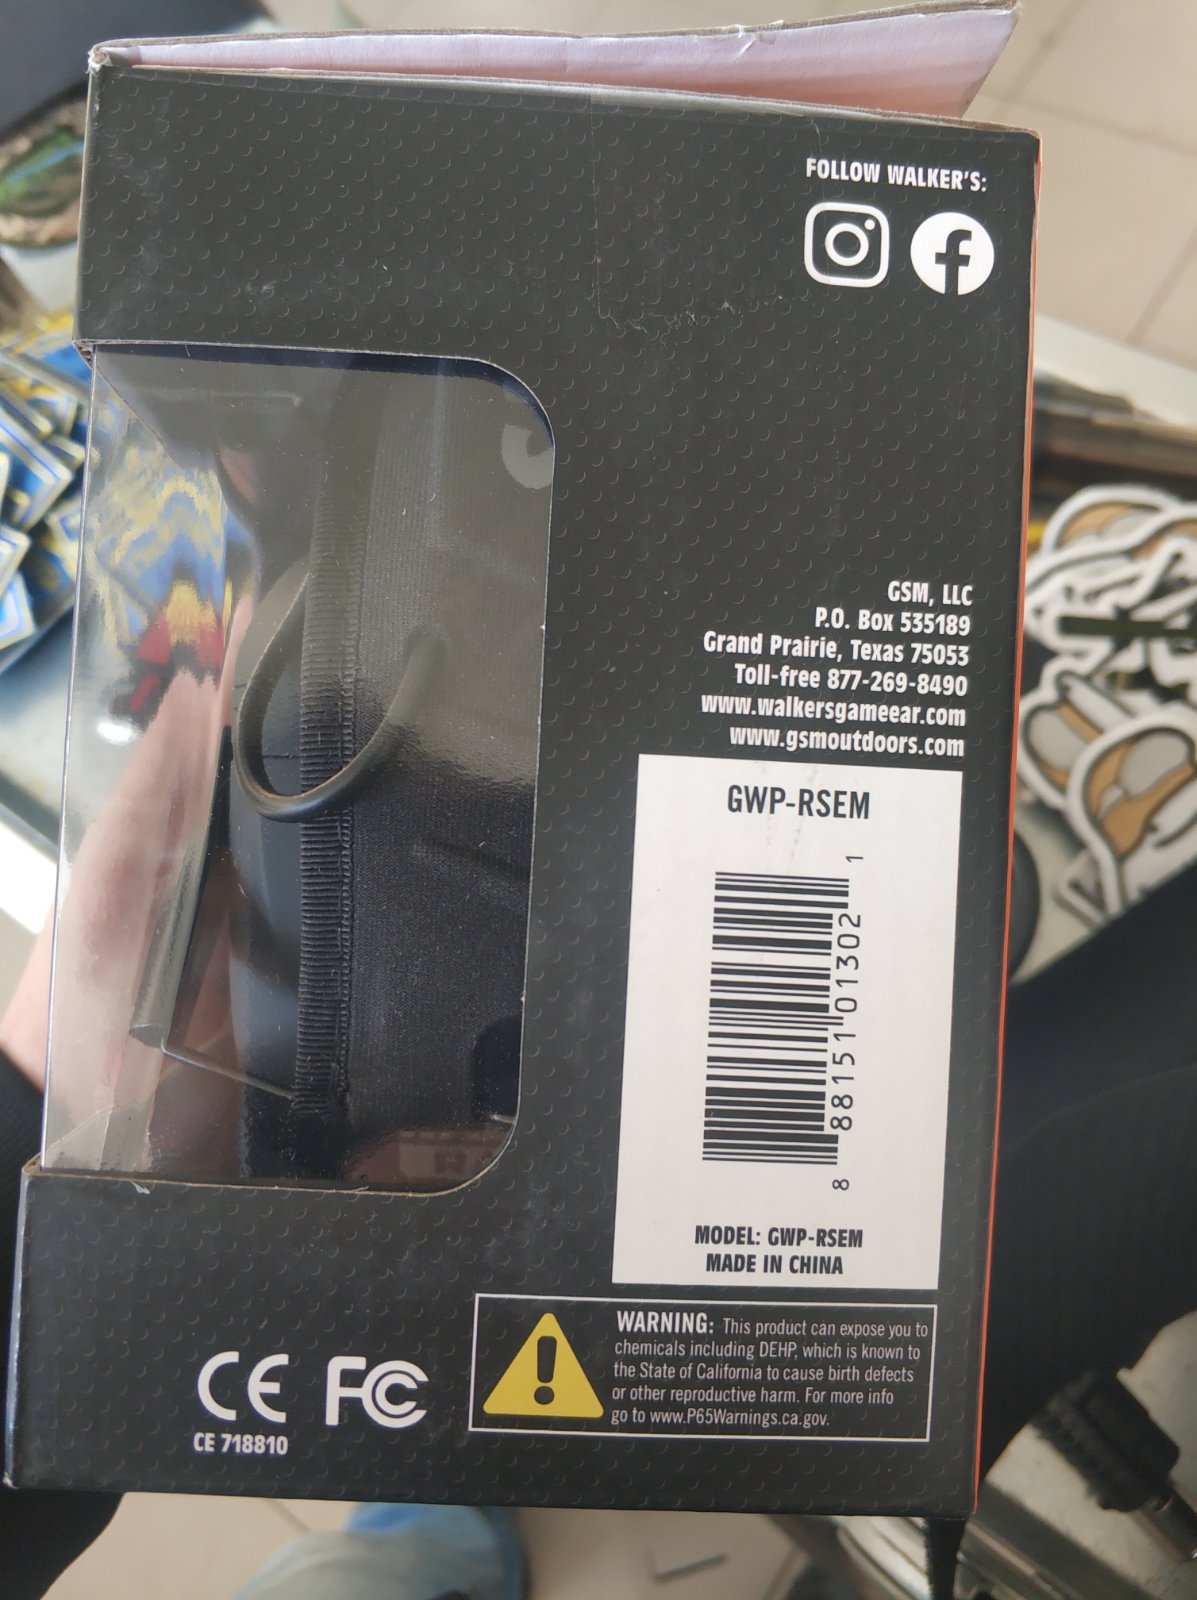 FOLLOW WALKER'S:
GSM, LLC
P.O. Box 535189
Grand Prairie, Texas 75053
Toll-free 877-269-8490
www.walkersgameear.com
www.gsmoutdoors.com
GWP-RSEM
8 88151 01302 1
MODEL: GWP-RSEM
MADE IN CHINA
WARNING: This product can expose you to
chemicals including DEHP, which is known to
the State of California to cause birth defects
or other reproductive harm. For more info
go to www.P65Warnings.ca.gov.
CE FC
CE 718810